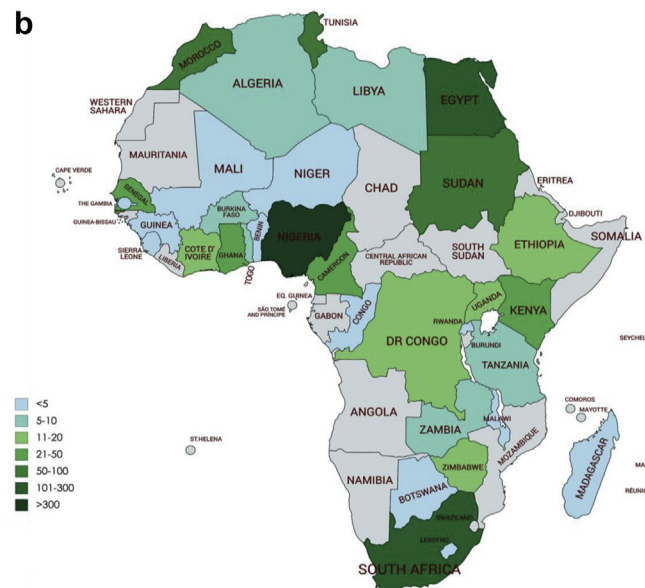 b
TUNISIA
MOROCCO
ALGERIA
LIBYA
EGYPT
WESTERN
SAHARA
MAURITANIA
MALI
NIGER
CHAD
SUDAN
ERITREA
CAPE VERDE
SENEGAL
THE GAMBIA
GUINEA-BISSAU
GUINEA
SIERRA
LEONE
LIBERIA
BURKINA
FASO
COTE D'
IVOIRE
GHANA
TOGO
BENIN
NIGERIA
CAMEROON
CENTRAL AFRICAN
REPUBLIC
SOUTH
SUDAN
ETHIOPIA
DJIBOUTI
SOMALIA
EQ. GUINEA
SÃO TOMÉ
AND PRÍNCIPE
GABON
CONGO
DR CONGO
UGANDA
KENYA
RWANDA
BURUNDI
TANZANIA
SEYCHEL
ANGOLA
ZAMBIA
MALAWI
MOZAMBIQUE
COMOROS
MAYOTTE
ST.HELENA
NAMIBIA
BOTSWANA
ZIMBABWE
MADAGASCAR
MA
RÉUNI
SWAZILAND
LESOTHO
SOUTH AFRICA
<5
5-10
11-20
21-50
50-100
101-300
>300